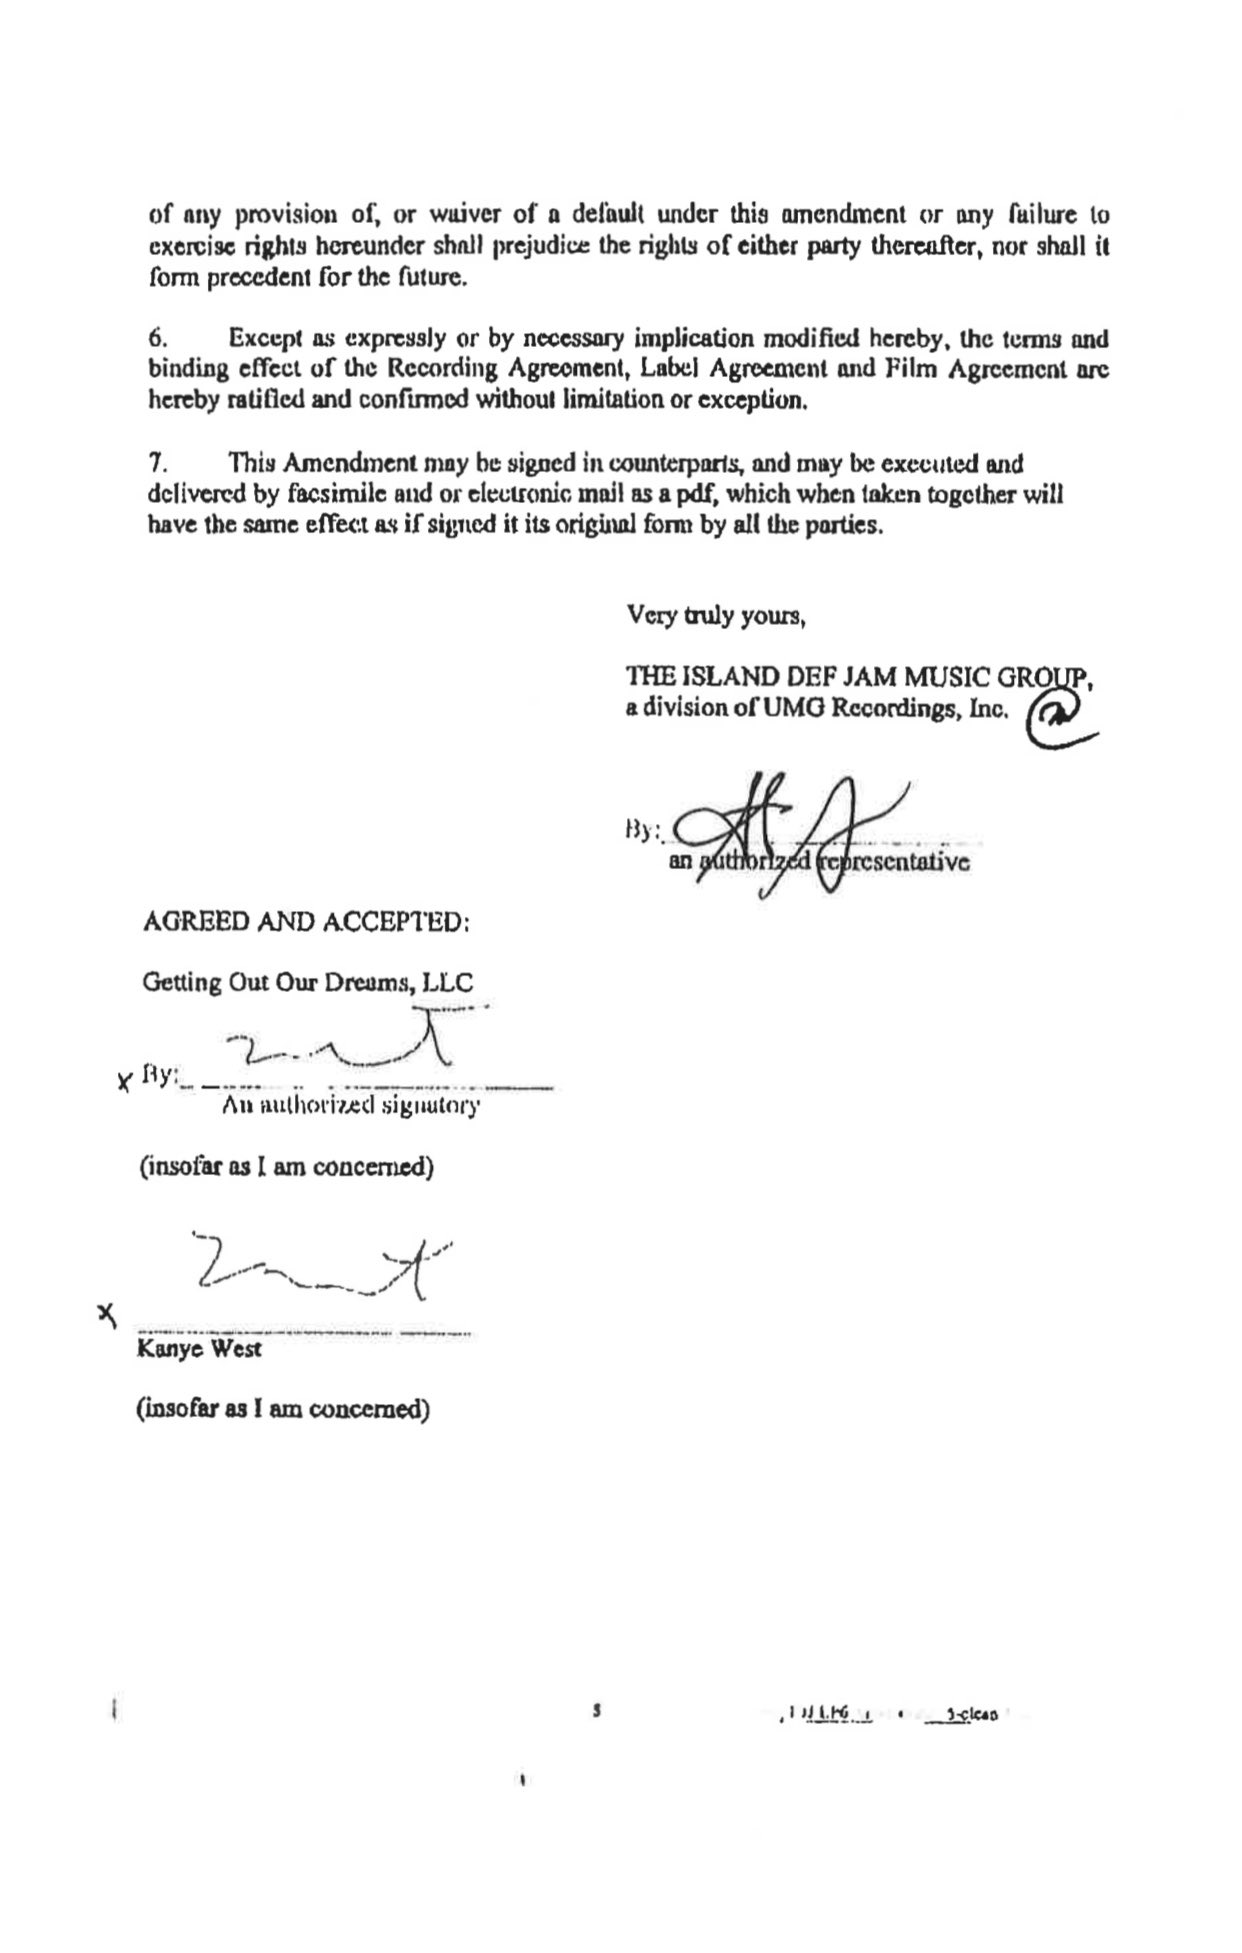 of any provision of, or waiver of a default under this amendment or any failure to
exercise rights hereunder shall prejudice the rights of either party thereafter, nor shall it
form precedent for the future.
6. Except as expressly or by necessary implication modified hereby, the terms and
binding effect of the Recording Agreement, Label Agreement and Film Agreement are
hereby ratified and confirmed without limitation or exception.
7. This Amendment may be signed in counterparts, and may be executed and
delivered by facsimile and or electronic mail as a pdf, which when taken together will
have the same effect as if signed it its original form by all the parties.
Very truly yours,
THE ISLAND DEF JAM MUSIC GROUP,
a division of UMG Recordings, Inc.
By:
an authorized representative
AGREED AND ACCEPTED:
Getting Out Our Dreams, LLC
x By:
An authorized signatory
(insofar as I am concerned)
x
Kanye West
(insofar as I am concerned)
-clean